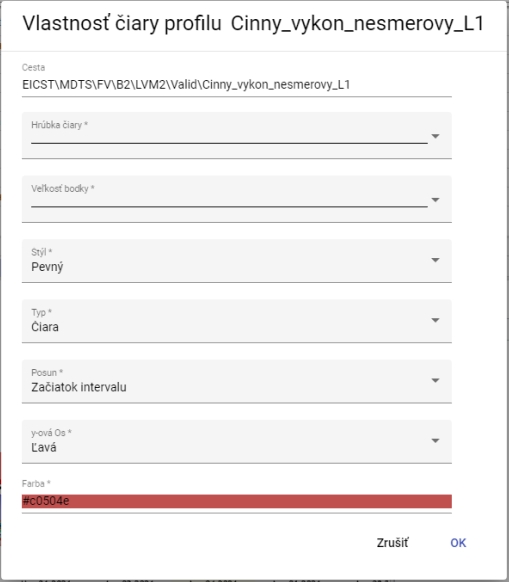 Vlastnosť čiary profilu Cinny_vykon_nesmerovy_L1
Cesta
EICST\MDTS\FV\B2\LVM2\Valid\Cinny_vykon_nesmerovy_L1
Hrúbka čiary *
Veľkosť bodky *
Štýl *
Pevný
Typ *
Čiara
Posun *
Začiatok intervalu
y-ová Os *
Ľavá
Farba *
#c0504e
Zrušiť OK